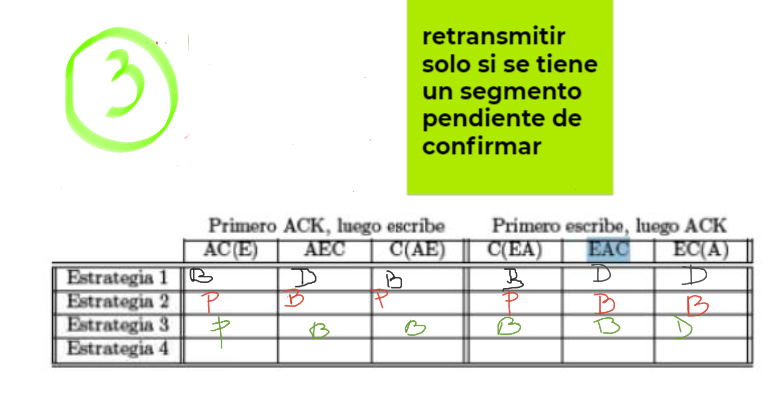 3
retransmitir
solo si se tiene
un segmento
pendiente de
confirmar
Primero ACK, luego escribe Primero escribe, luego ACK
AC(E) AEC C(AE) C(EA) EAC EC(A)
Estrategia 1 B D B B D D
Estrategia 2 P B P P B B
Estrategia 3 P B B B B D
Estrategia 4